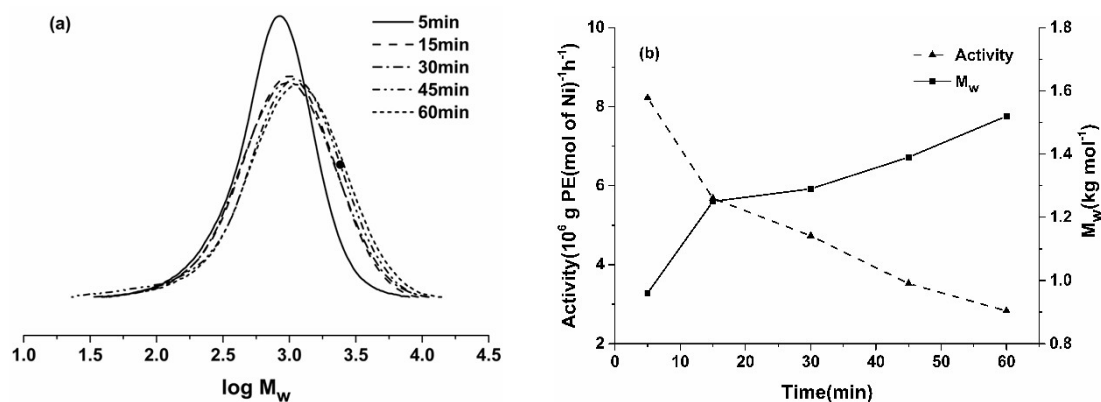 (a)
5min
15min
30min
45min
60min
1.0 1.5 2.0 2.5 3.0 3.5 4.0 4.5
log M_w
(b)
Activity
M_w
10
8
6
4
2
Activity(10⁶ g PE(mol of Ni)⁻¹h⁻¹)
1.8
1.6
1.4
1.2
1.0
0.8
M_w(kg mol⁻¹)
0 10 20 30 40 50 60
Time(min)